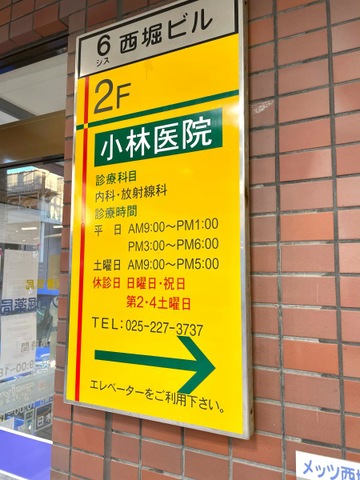 6 西堀ビル
シス
2F
小林医院
診療科目
内科・放射線科
診療時間
平 日 AM9:00〜PM1:00
PM3:00〜PM6:00
土曜日 AM9:00〜PM5:00
休診日 日曜日・祝日
第2・4土曜日
TEL:025-227-3737
エレベーターをご利用下さい。
堀薬局
メッツ西堀